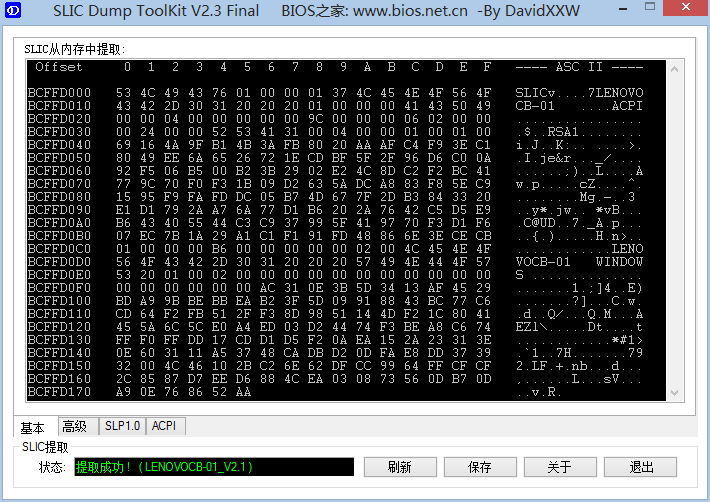 SLIC Dump ToolKit V2.3 Final BIOS之家: www.bios.net.cn -By DavidXXW
SLIC从内存中提取:
Offset 0 1 2 3 4 5 6 7 8 9 A B C D E F ---- ASC II ----
BCFFD000 53 4C 49 43 76 01 00 00 01 37 4C 45 4E 4F 56 4F SLICv....7LENOVO
BCFFD010 43 42 2D 30 31 20 20 20 01 00 00 00 41 43 50 49 CB-01 ....ACPI
BCFFD020 00 00 04 00 00 00 00 00 9C 00 00 00 06 02 00 00 ................
BCFFD030 00 24 00 00 52 53 41 31 00 04 00 00 01 00 01 00 .$..RSA1........
BCFFD040 69 16 4A 9F B1 4B 3A FB 80 20 AA AF C4 F9 3E C1 i.J..K:.. ....>.
BCFFD050 80 49 EE 6A 65 26 72 1E CD BF 5F 2F 96 D6 C0 0A .I.je&r..._/....
BCFFD060 92 F5 06 B5 00 B2 3B 29 02 E2 4C 8D C2 F2 BC 41 ......;)..L....A
BCFFD070 77 9C 70 F0 F3 1B 09 D2 63 5A DC A8 83 F8 5E C9 w.p.....cZ....^.
BCFFD080 15 95 F9 FA FD DC 05 B7 4D 67 7F 2D B3 84 33 20 ........Mg.-..3
BCFFD090 E1 D1 79 2A A7 6A 77 D1 B6 20 2A 76 42 C5 D5 E9 ..y*.jw.. *vB...
BCFFD0A0 B6 43 40 55 44 C3 C9 37 99 5F 41 97 70 F3 D1 F6 .C@UD..7._A.p...
BCFFD0B0 07 EC 7B 1A 29 A1 C1 F1 91 FD 48 86 6E 3E CE CB ..{.).....H.n>..
BCFFD0C0 01 00 00 00 B6 00 00 00 00 00 02 00 4C 45 4E 4F ............LENO
BCFFD0D0 56 4F 43 42 2D 30 31 20 20 20 57 49 4E 44 4F 57 VOCB-01 WINDOW
BCFFD0E0 53 20 01 00 02 00 00 00 00 00 00 00 00 00 00 00 S ..............
BCFFD0F0 00 00 00 00 00 00 AC 31 0E 3B 5D 34 13 AF 45 29 .......1.;]4..E)
BCFFD100 BD A9 9B BE BB EA B2 3F 5D 09 91 88 43 BC 77 C6 .......?]...C.w.
BCFFD110 CD 64 F2 FB 51 2F F3 8D 98 51 14 4D F2 1C 80 41 .d..Q/...Q.M...A
BCFFD120 45 5A 6C 5C E0 A4 ED 03 D2 44 74 F3 BE A8 C6 74 EZl\.....Dt....t
BCFFD130 FF F0 FF DD 17 CD D1 D5 F2 0A EA 15 2A 23 31 3E ............*#1>
BCFFD140 0E 60 31 11 A5 37 48 CA DB D2 0D FA E8 DD 37 39 .`1..7H.......79
BCFFD150 32 00 4C 46 10 2B C2 6E 62 DF CC 99 64 FF CF CF 2.LF.+.nb...d...
BCFFD160 2C 85 87 D7 EE D6 88 4C EA 03 08 73 56 0D B7 0D ,......L...sV...
BCFFD170 A9 0E 76 86 52 AA ..v.R.
基本 高级 SLP1.0 ACPI
SLIC提取
状态: 提取成功！(LENOVOCB-01_V2.1) 刷新 保存 关于 退出